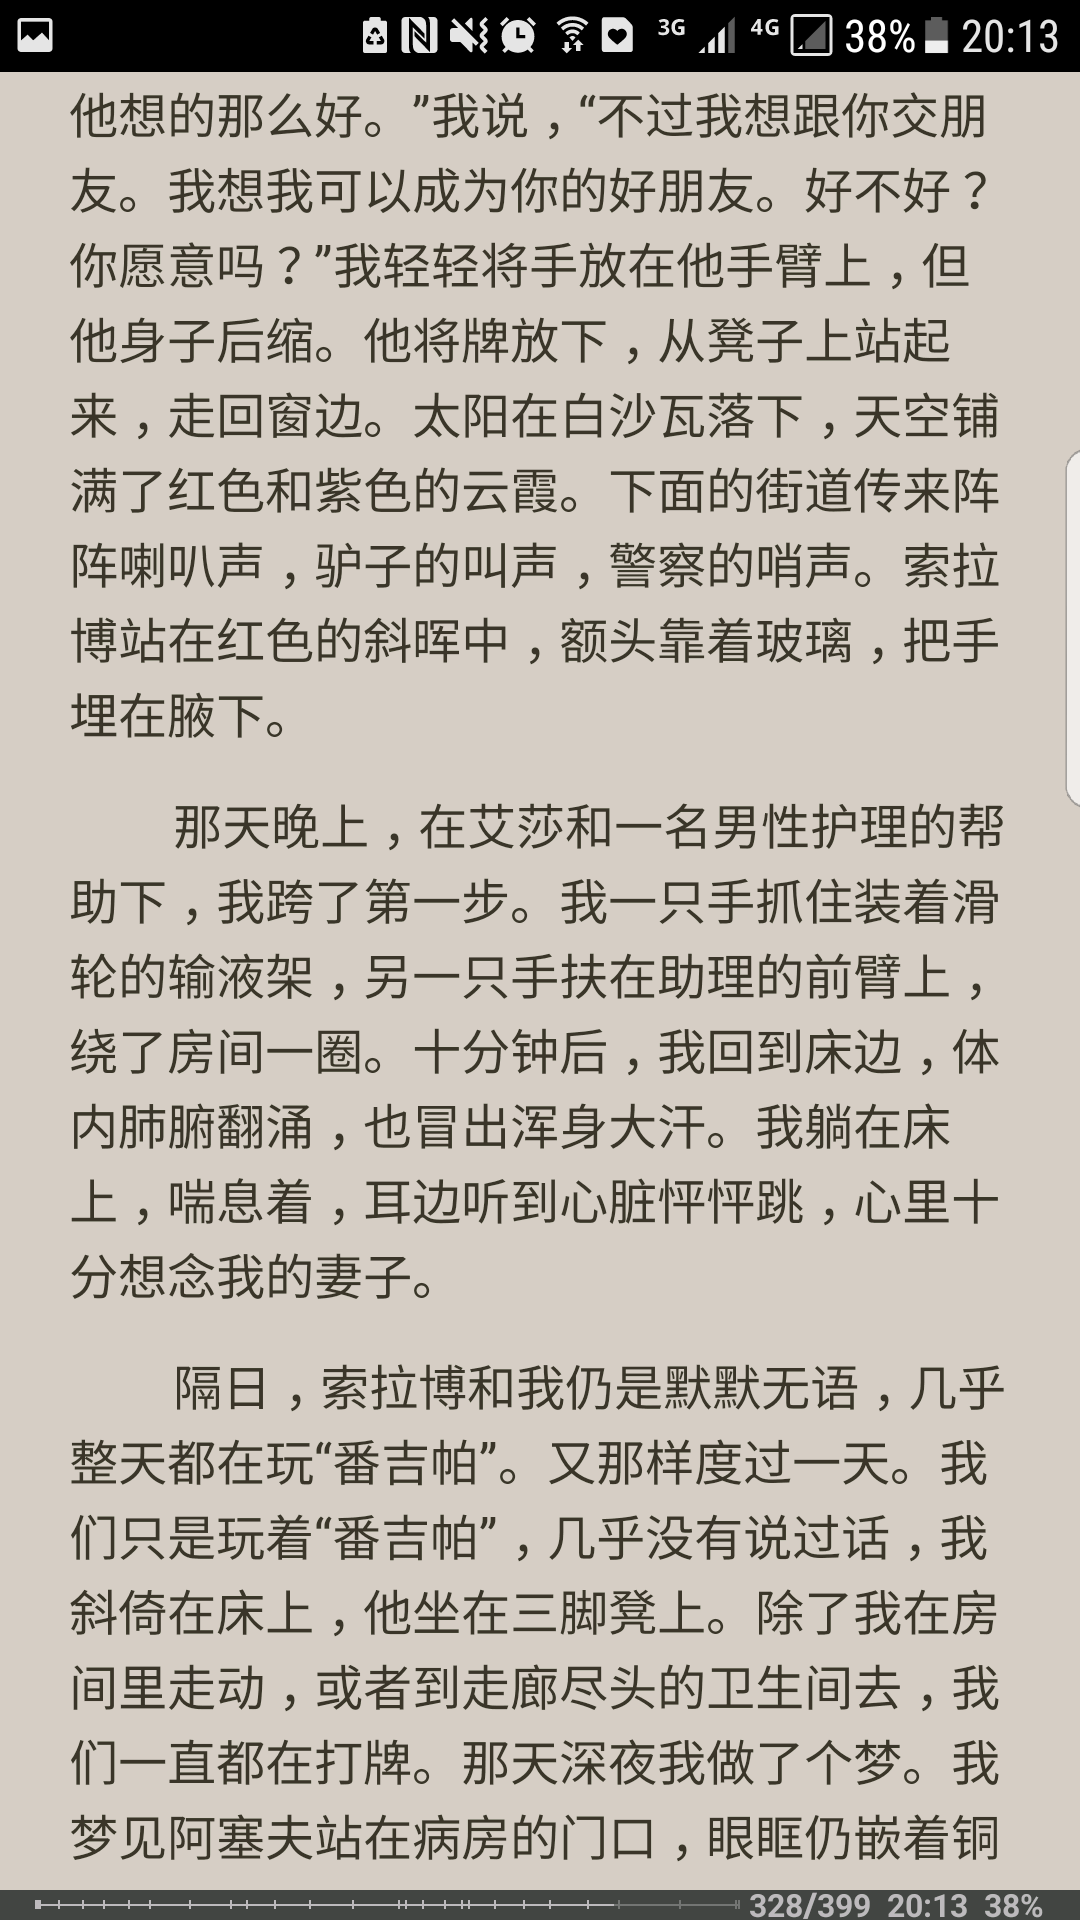 3G 4G 38% 20:13
他想的那么好。”我说，“不过我想跟你交朋
友。我想我可以成为你的好朋友。好不好？
你愿意吗？”我轻轻将手放在他手臂上，但
他身子后缩。他将牌放下，从凳子上站起
来，走回窗边。太阳在白沙瓦落下，天空铺
满了红色和紫色的云霞。下面的街道传来阵
阵喇叭声，驴子的叫声，警察的哨声。索拉
博站在红色的斜晖中，额头靠着玻璃，把手
埋在腋下。
那天晚上，在艾莎和一名男性护理的帮
助下，我跨了第一步。我一只手抓住装着滑
轮的输液架，另一只手扶在助理的前臂上，
绕了房间一圈。十分钟后，我回到床边，体
内肺腑翻涌，也冒出浑身大汗。我躺在床
上，喘息着，耳边听到心脏怦怦跳，心里十
分想念我的妻子。
隔日，索拉博和我仍是默默无语，几乎
整天都在玩“番吉帕”。又那样度过一天。我
们只是玩着“番吉帕”，几乎没有说过话，我
斜倚在床上，他坐在三脚凳上。除了我在房
间里走动，或者到走廊尽头的卫生间去，我
们一直都在打牌。那天深夜我做了个梦。我
梦见阿塞夫站在病房的门口，眼眶仍嵌着铜
328/399 20:13 38%